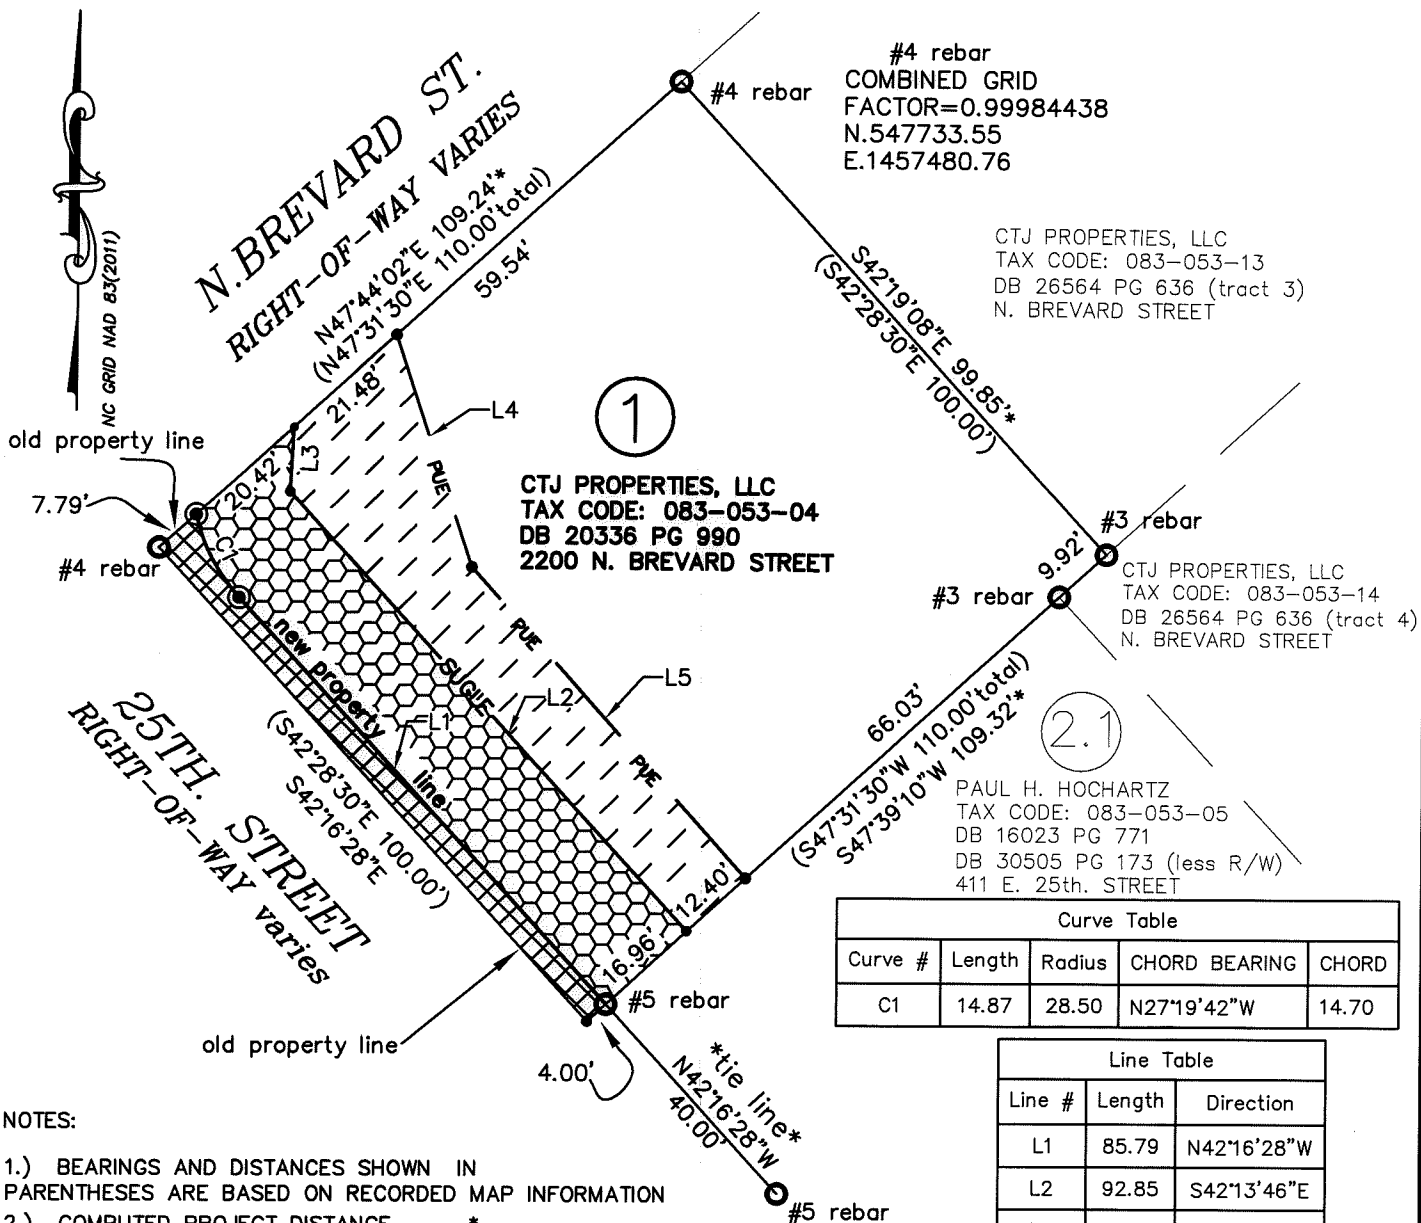 #4 rebar
COMBINED GRID
FACTOR=0.99984438
N.547733.55
E.1457480.76
#4 rebar
N.BREVARD ST.
RIGHT-OF-WAY VARIES
N47°44'02"E 109.24'*
(N47°31'30"E 110.00'total)
59.54'
21.48'
20.42'
NC GRID NAD 83(2011)
S42°19'08"E 99.85'*
(S42°28'30"E 100.00')
CTJ PROPERTIES, LLC
TAX CODE: 083-053-13
DB 26564 PG 636 (tract 3)
N. BREVARD STREET
old property line
7.79'
#4 rebar
C1
L3
L4
PUE
1
CTJ PROPERTIES, LLC
TAX CODE: 083-053-04
DB 20336 PG 990
2200 N. BREVARD STREET
#3 rebar
9.92'
#3 rebar
CTJ PROPERTIES, LLC
TAX CODE: 083-053-14
DB 26564 PG 636 (tract 4)
N. BREVARD STREET
new property line
SUGIE
L1
L2
PUE
L5
PUE
66.03'
(S47°31'30"W 110.00'total)
S47°39'10"W 109.32'*
2.1
PAUL H. HOCHARTZ
TAX CODE: 083-053-05
DB 16023 PG 771
DB 30505 PG 173 (less R/W)
411 E. 25th. STREET
25TH. STREET
RIGHT-OF-WAY varies
(S42°28'30"E 100.00')
S42°16'28"E
12.40'
16.96'
#5 rebar
4.00'
old property line
*tie line*
N42°16'28"W
40.00'
#5 rebar
Curve Table
Curve # Length Radius CHORD BEARING CHORD
C1 14.87 28.50 N27°19'42"W 14.70
Line Table
Line # Length Direction
L1 85.79 N42°16'28"W
L2 92.85 S42°13'46"E
NOTES:
1.) BEARINGS AND DISTANCES SHOWN IN
PARENTHESES ARE BASED ON RECORDED MAP INFORMATION
2.) COMPUTED PROJECT DISTANCE *